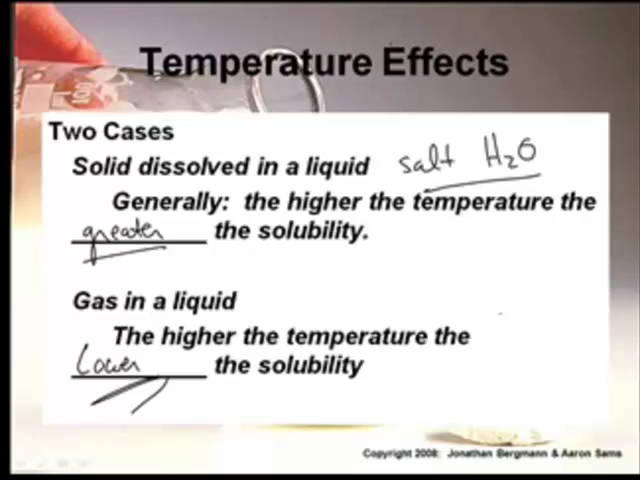 Temperature Effects
Two Cases
Solid dissolved in a liquid salt H₂O
Generally: the higher the temperature the
greater the solubility.
Gas in a liquid
The higher the temperature the
Lower the solubility
Copyright 2008: Jonathan Bergmann & Aaron Sams